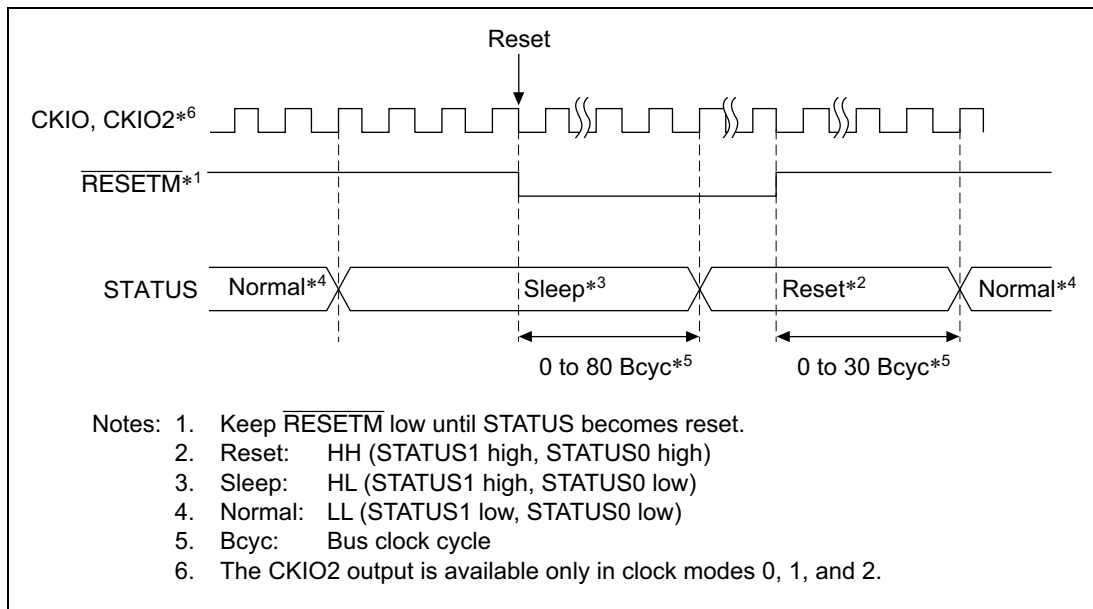 Reset
CKIO, CKIO2*6
RESETM*1
STATUS Normal*4 Sleep*3 Reset*2 Normal*4
0 to 80 Bcyc*5 0 to 30 Bcyc*5
Notes: 1. Keep RESETM low until STATUS becomes reset.
2. Reset: HH (STATUS1 high, STATUS0 high)
3. Sleep: HL (STATUS1 high, STATUS0 low)
4. Normal: LL (STATUS1 low, STATUS0 low)
5. Bcyc: Bus clock cycle
6. The CKIO2 output is available only in clock modes 0, 1, and 2.